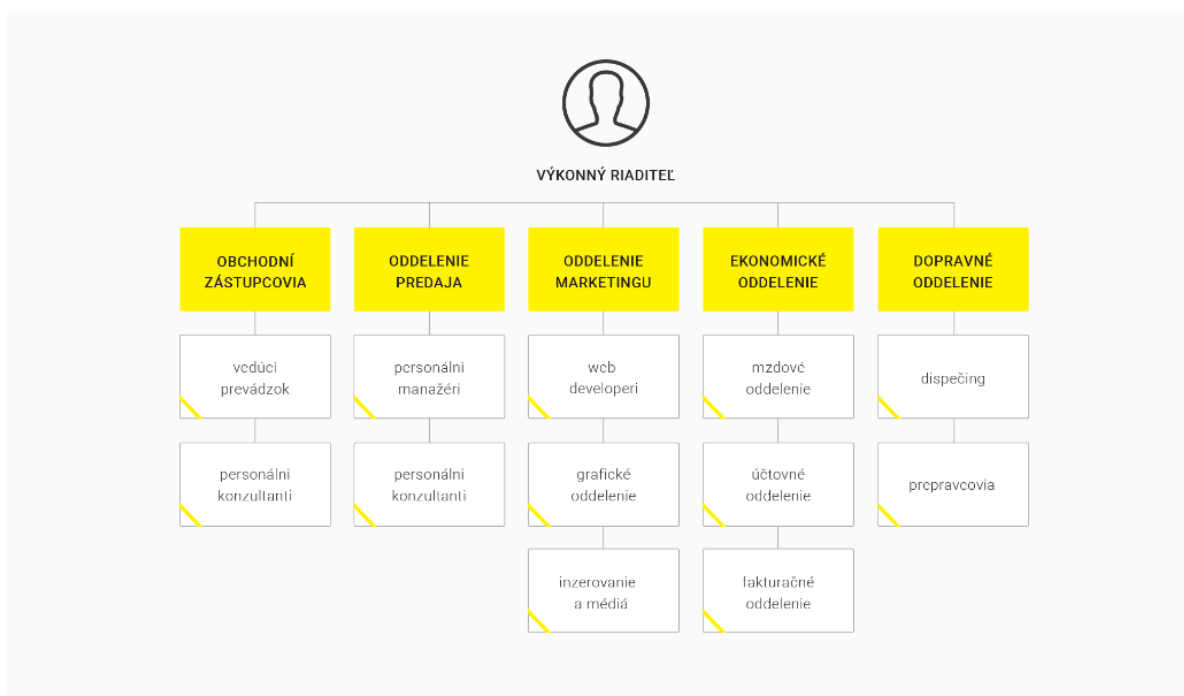 VÝKONNÝ RIADITEĽ
OBCHODNÍ
ZÁSTUPCOVIA
vedúci
prevádzok
personálni
konzultanti
ODDELENIE
PREDAJA
personálni
manažéri
personálni
konzultanti
ODDELENIE
MARKETINGU
web
developeri
grafické
oddelenie
inzerovanie
a médiá
EKONOMICKÉ
ODDELENIE
mzdové
oddelenie
účtovné
oddelenie
fakturačné
oddelenie
DOPRAVNÉ
ODDELENIE
dispečing
prepravcovia